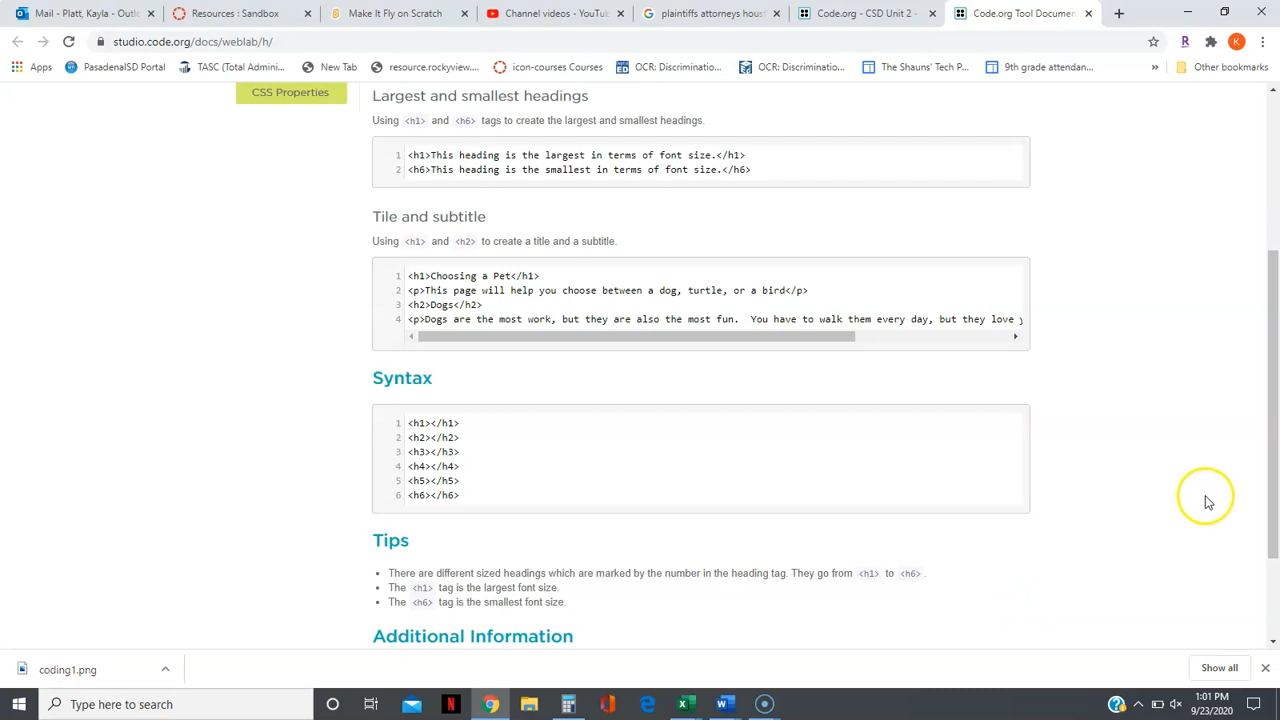 Mail - Platt, Kayla - Outlo
Resources : Sandbox
Make It Fly on Scratch
Channel videos - YouTu
plaintiffs attorneys hous
Code.org - CSD Unit 2 -
Code.org Tool Documen
studio.code.org/docs/weblab/h/
K
Apps
PasadenaISD Portal
TASC (Total Admini...
New Tab
resource.rockyview....
icon-courses Courses
OCR: Discriminatio...
OCR: Discriminatio...
The Shauns' Tech P...
9th grade attendan...
»
Other bookmarks
CSS Properties
Largest and smallest headings
Using <h1> and <h6> tags to create the largest and smallest headings.
1 <h1>This heading is the largest in terms of font size.</h1>
2 <h6>This heading is the smallest in terms of font size.</h6>
Tile and subtitle
Using <h1> and <h2> to create a title and a subtitle.
1 <h1>Choosing a Pet</h1>
2 <p>This page will help you choose between a dog, turtle, or a bird</p>
3 <h2>Dogs</h2>
4 <p>Dogs are the most work, but they are also the most fun.  You have to walk them every day, but they love y
Syntax
1 <h1></h1>
2 <h2></h2>
3 <h3></h3>
4 <h4></h4>
5 <h5></h5>
6 <h6></h6>
Tips
• There are different sized headings which are marked by the number in the heading tag. They go from <h1> to <h6> .
• The <h1> tag is the largest font size.
• The <h6> tag is the smallest font size.
Additional Information
coding1.png
Show all
Type here to search
1:01 PM
9/23/2020